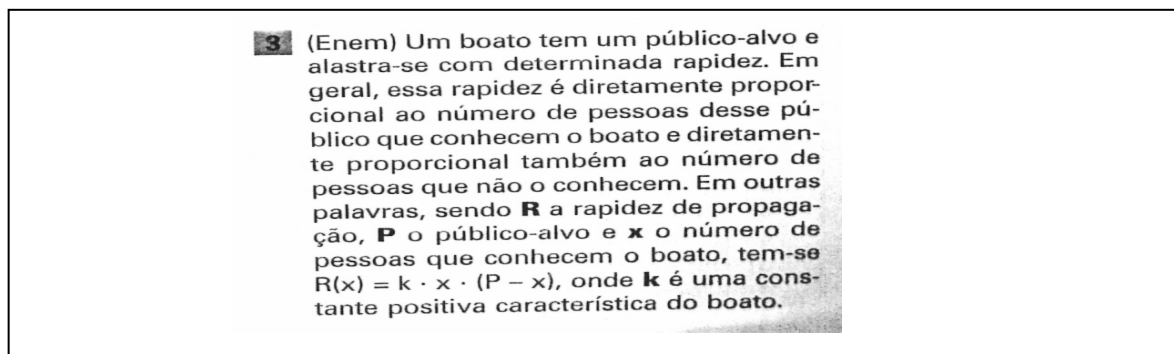 3 (Enem) Um boato tem um público-alvo e
alastra-se com determinada rapidez. Em
geral, essa rapidez é diretamente propor-
cional ao número de pessoas desse pú-
blico que conhecem o boato e diretamen-
te proporcional também ao número de
pessoas que não o conhecem. Em outras
palavras, sendo R a rapidez de propaga-
ção, P o público-alvo e x o número de
pessoas que conhecem o boato, tem-se
R(x) = k · x · (P – x), onde k é uma cons-
tante positiva característica do boato.